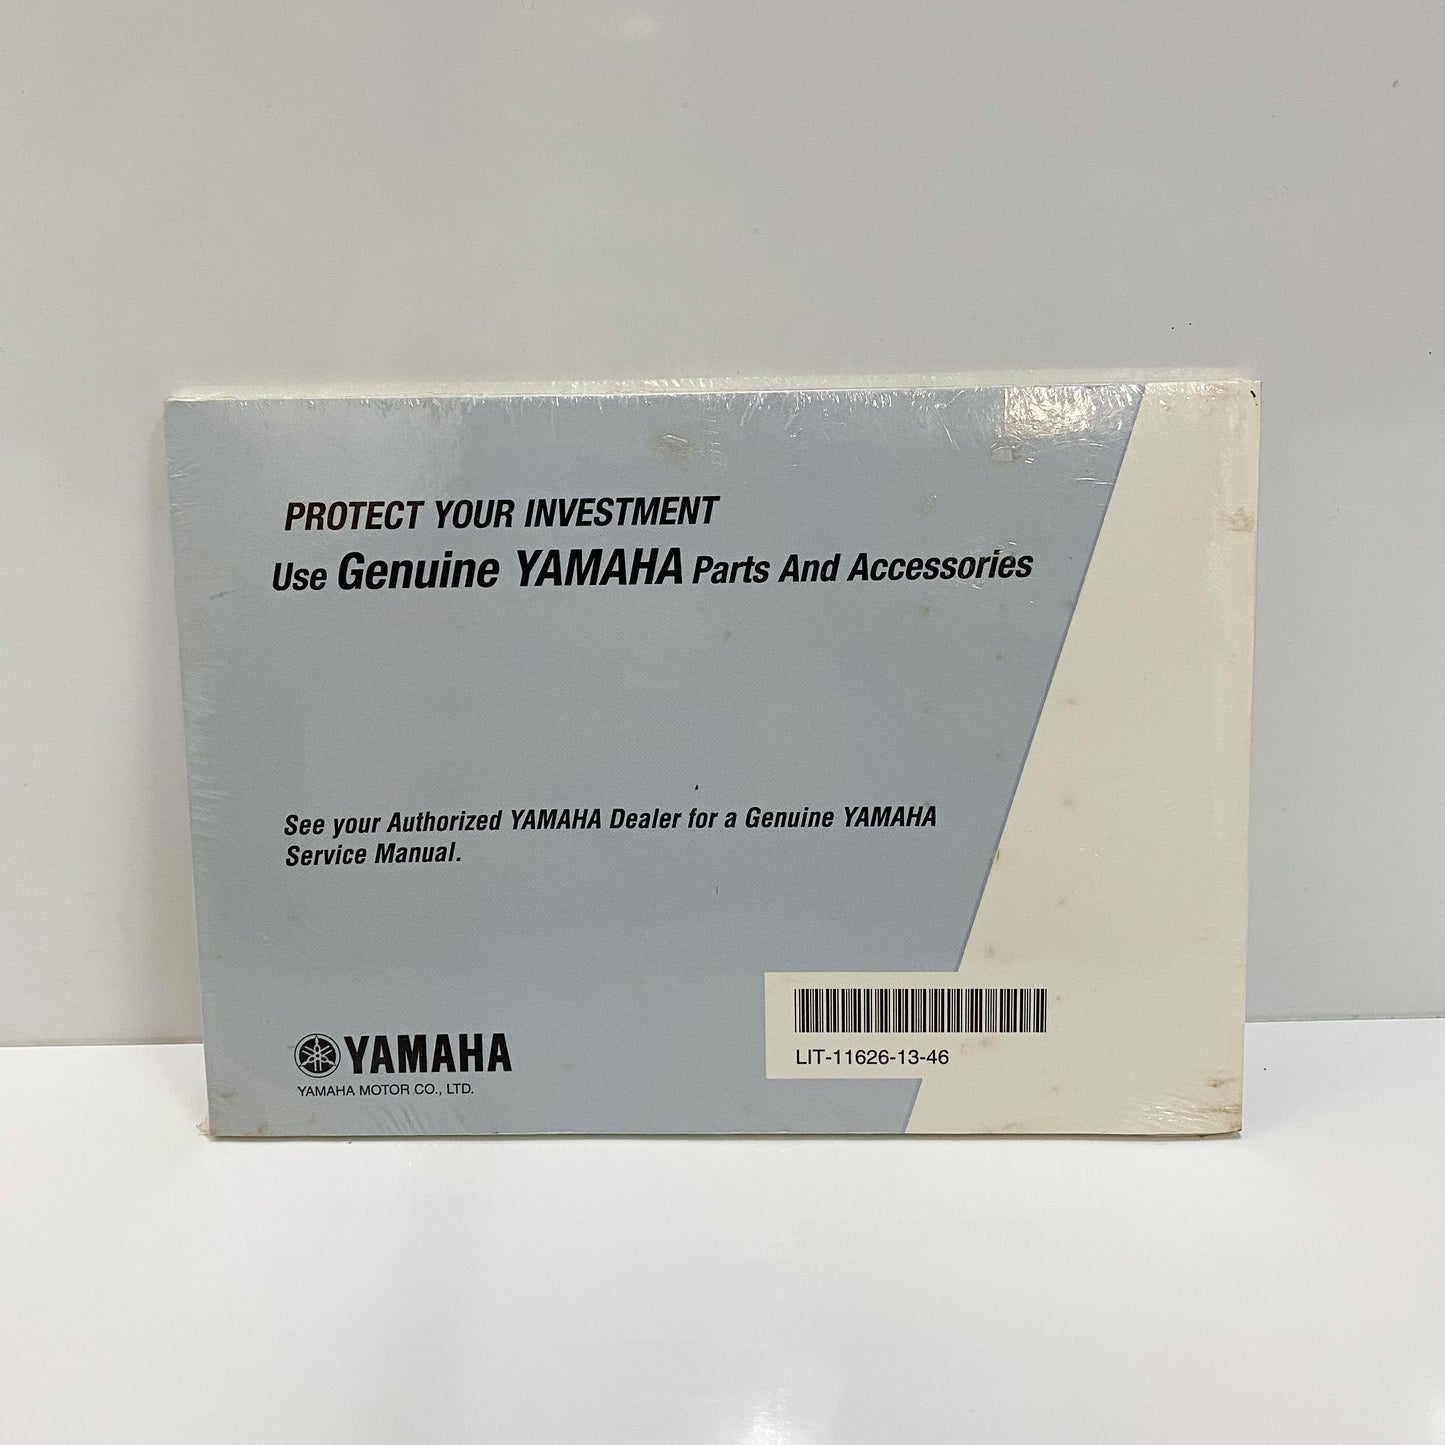 PROTECT YOUR INVESTMENT
Use Genuine YAMAHA Parts And Accessories
See your Authorized YAMAHA Dealer for a Genuine YAMAHA
Service Manual.
YAMAHA
YAMAHA MOTOR CO., LTD.
LIT-11626-13-46